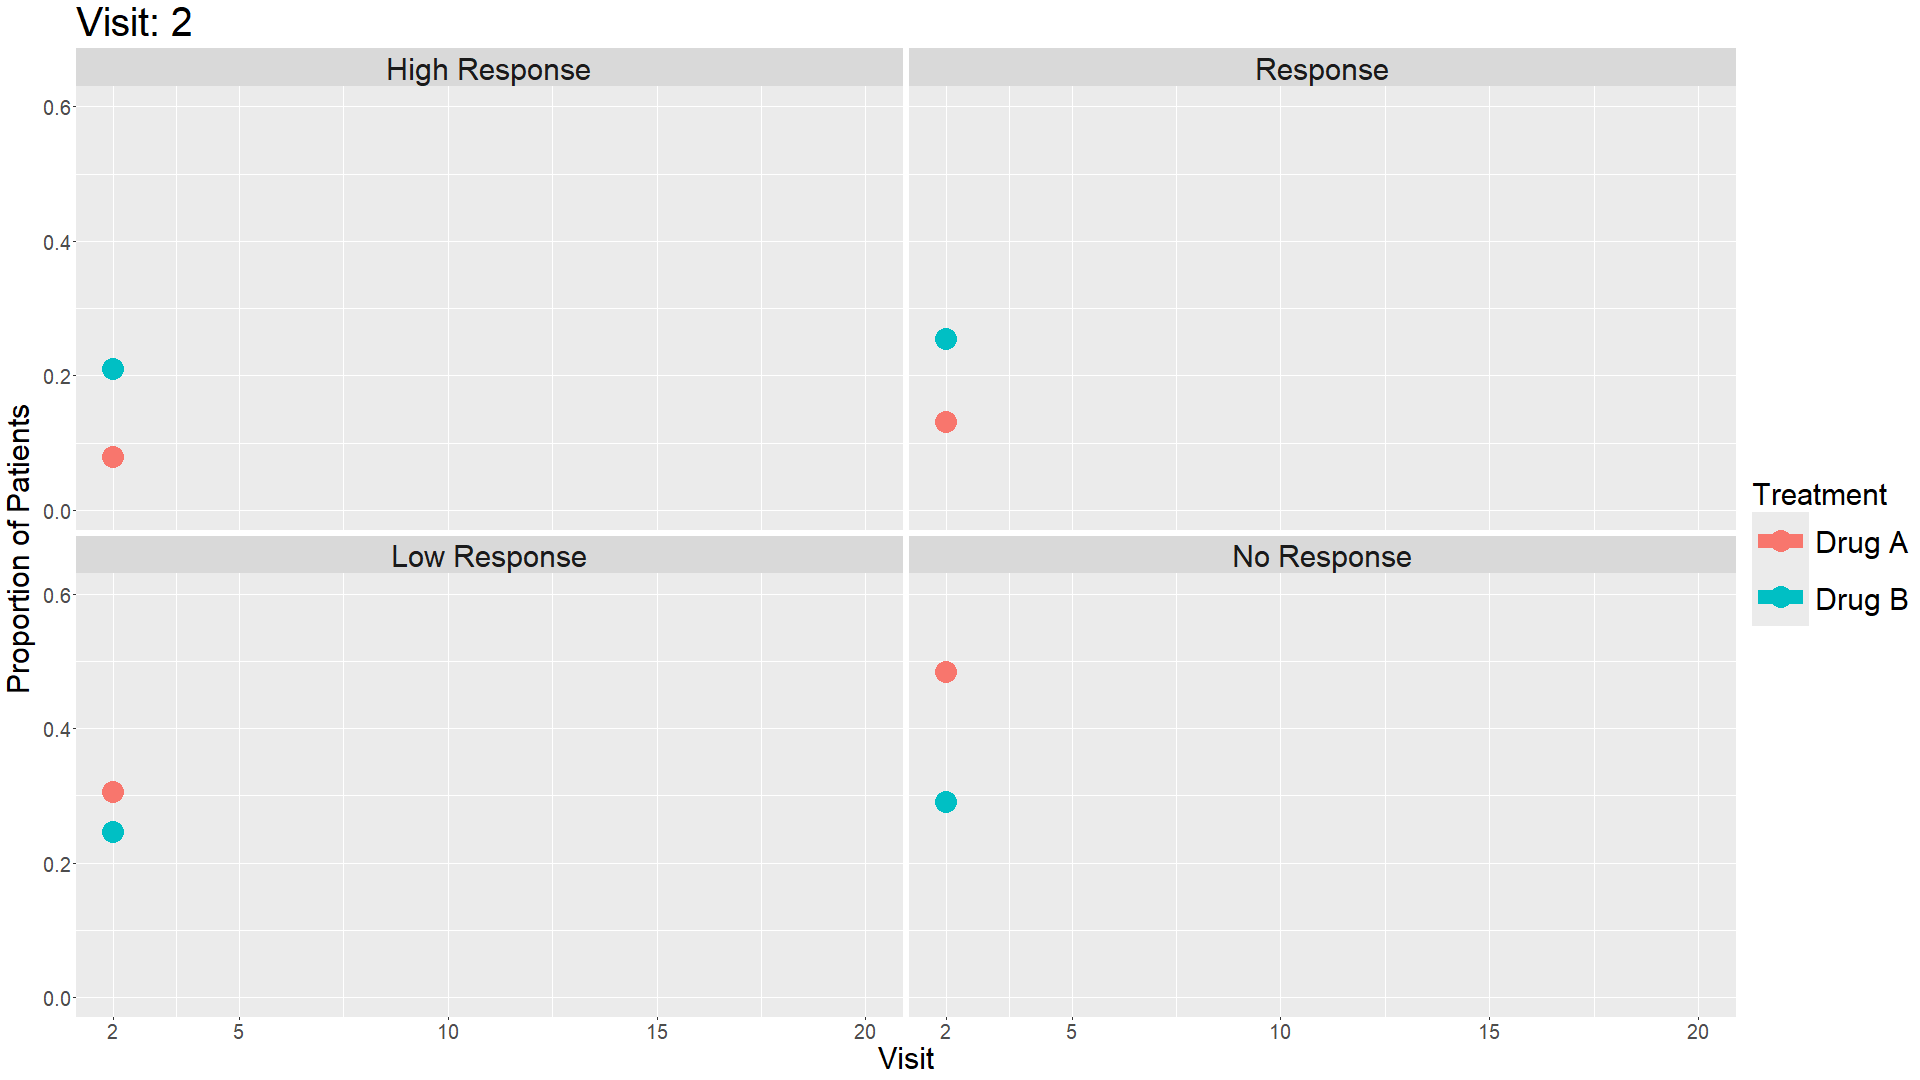 Visit: 2
High Response
Response
0.6
0.4
0.2
0.0
Low Response
No Response
0.6
0.4
0.2
0.0
2 5 10 15 20 2 5 10 15 20
Visit
Proportion of Patients
Treatment
Drug A
Drug B